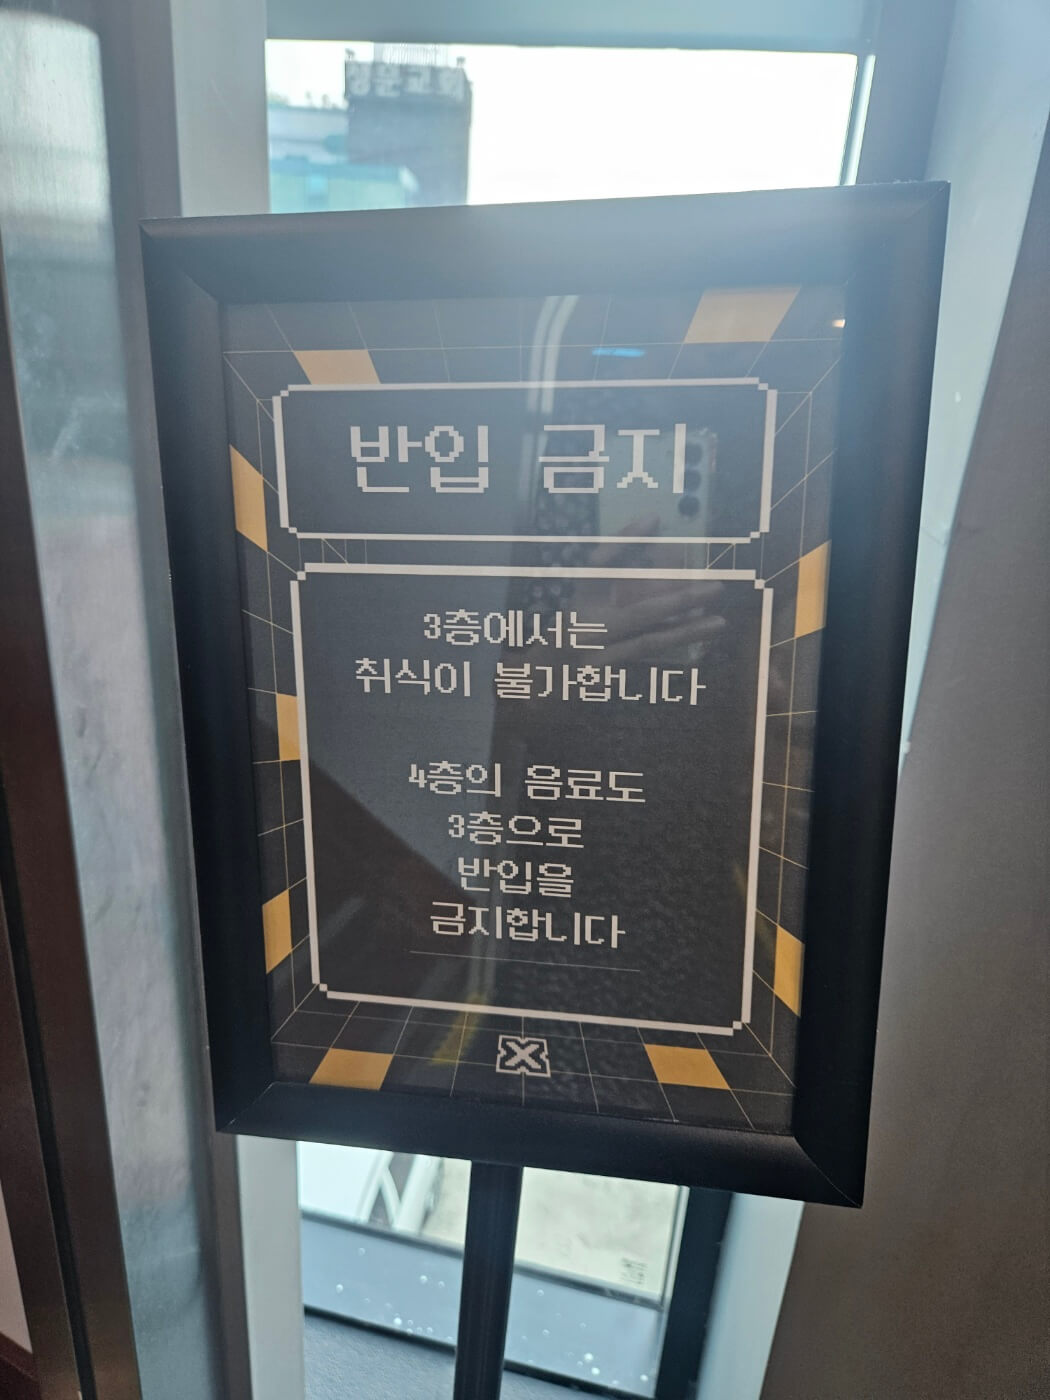 반입 금지
3층에서는
취식이 불가합니다
4층의 음료도
3층으로
반입을
금지합니다